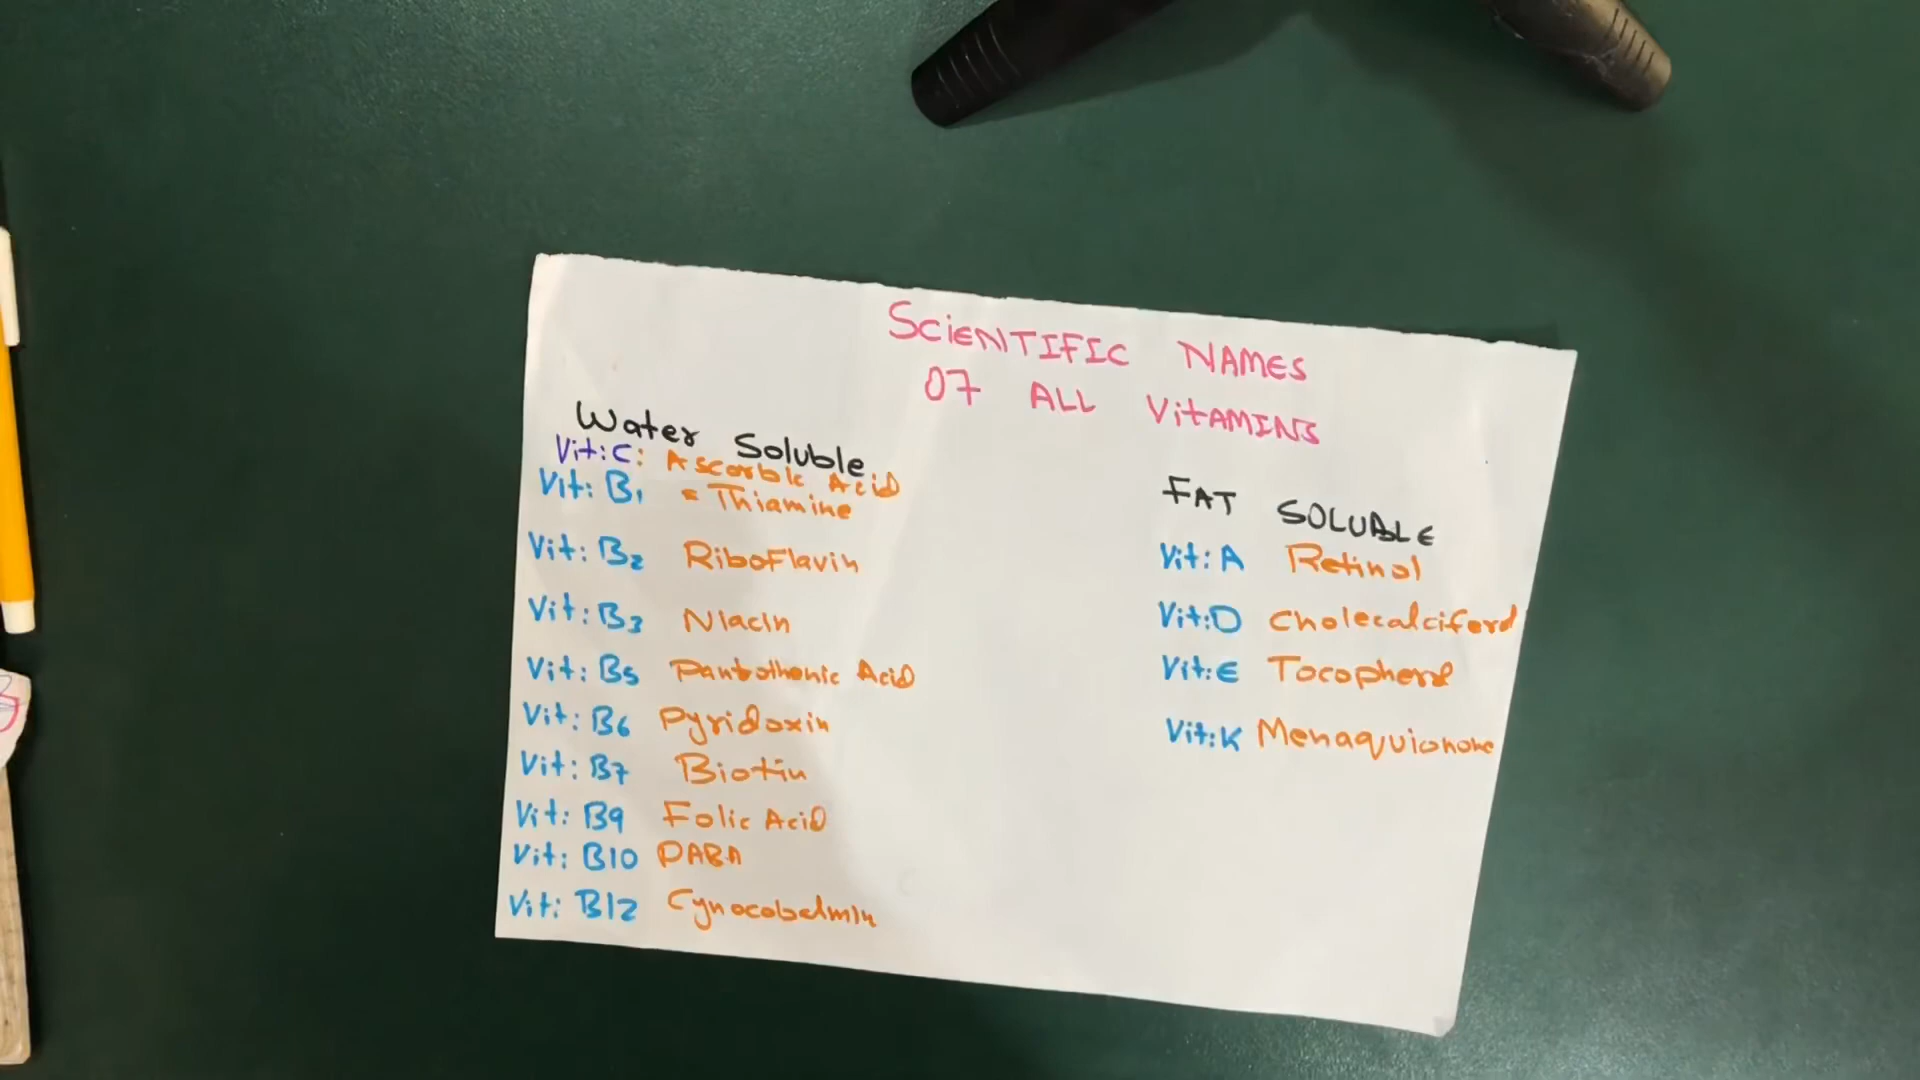 SCiENTIFIC NAMES
OF ALL ViTAMINS
Water Soluble
Vit:C: Ascorbic Acid
Vit: B1 = Thiamine
Vit: B2 RiboFlavin
Vit: B3 NIacIn
Vit: B5 Pantothenic Acid
Vit: B6 Pyridoxin
Vit: B7 Biotin
Vit: B9 Folic Acid
Vit: B10 PABA
Vit: B12 Cynocobelmin
FAT SOLUBLE
Vit: A Retinol
Vit:D Cholecalciferol
Vit:E Tocopherol
Vit:K Menaquionone